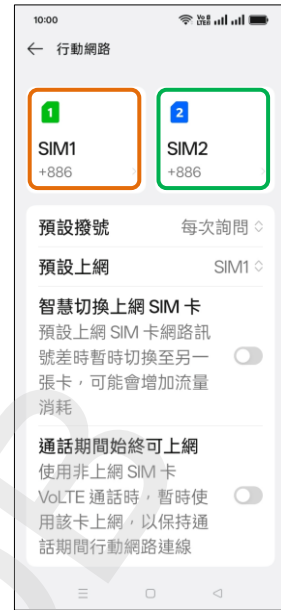 10:00
行動網路
1
2
SIM1
SIM2
+886
+886
預設撥號
每次詢問
預設上網
SIM1
智慧切換上網 SIM 卡
預設上網 SIM 卡網路訊
號差時暫時切換至另一
張卡，可能會增加流量
消耗
通話期間始終可上網
使用非上網 SIM 卡
VoLTE 通話時，暫時使
用該卡上網，以保持通
話期間行動網路連線